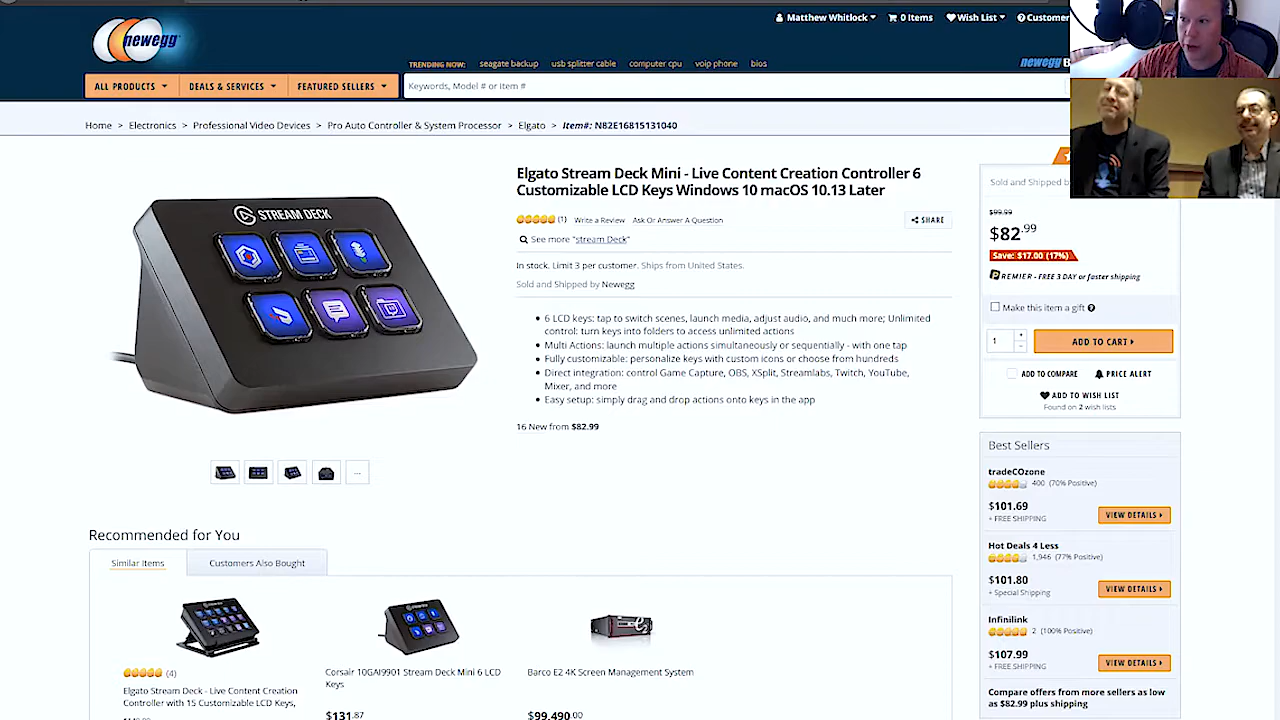 Matthew Whitlock
0 Items
Wish List
Customer
newegg
TRENDING NOW: seagate backup usb splitter cable computer cpu voip phone bios
newegg B
ALL PRODUCTS
DEALS & SERVICES
FEATURED SELLERS
Keywords, Model # or Item #
Home > Electronics > Professional Video Devices > Pro Auto Controller & System Processor > Elgato > Item#: N82E16815131040
STREAM DECK
Elgato Stream Deck Mini - Live Content Creation Controller 6
Customizable LCD Keys Windows 10 macOS 10.13 Later
(1) Write a Review Ask Or Answer A Question
SHARE
See more "stream Deck"
In stock. Limit 3 per customer. Ships from United States.
Sold and Shipped by Newegg
• 6 LCD keys: tap to switch scenes, launch media, adjust audio, and much more; Unlimited
control: turn keys into folders to access unlimited actions
• Multi Actions: launch multiple actions simultaneously or sequentially - with one tap
• Fully customizable: personalize keys with custom icons or choose from hundreds
• Direct integration: control Game Capture, OBS, XSplit, Streamlabs, Twitch, YouTube,
Mixer, and more
• Easy setup: simply drag and drop actions onto keys in the app
16 New from $82.99
Sold and Shipped by
$99.99
$82.99
Save: $17.00 (17%)
PREMIER - FREE 3 DAY or faster shipping
Make this item a gift
1
ADD TO CART
ADD TO COMPARE
PRICE ALERT
ADD TO WISH LIST
Found on 2 wish lists
Best Sellers
tradeCOzone
400 (70% Positive)
$101.69
+ FREE SHIPPING
VIEW DETAILS
Hot Deals 4 Less
1,946 (77% Positive)
$101.80
+ Special Shipping
VIEW DETAILS
Infinilink
2 (100% Positive)
$107.99
+ FREE SHIPPING
VIEW DETAILS
Compare offers from more sellers as low
as $82.99 plus shipping
Recommended for You
Similar Items
Customers Also Bought
(4)
Elgato Stream Deck - Live Content Creation
Controller with 15 Customizable LCD Keys,
Corsair 10GAI9901 Stream Deck Mini 6 LCD
Keys
$131.87
Barco E2 4K Screen Management System
$99,490.00